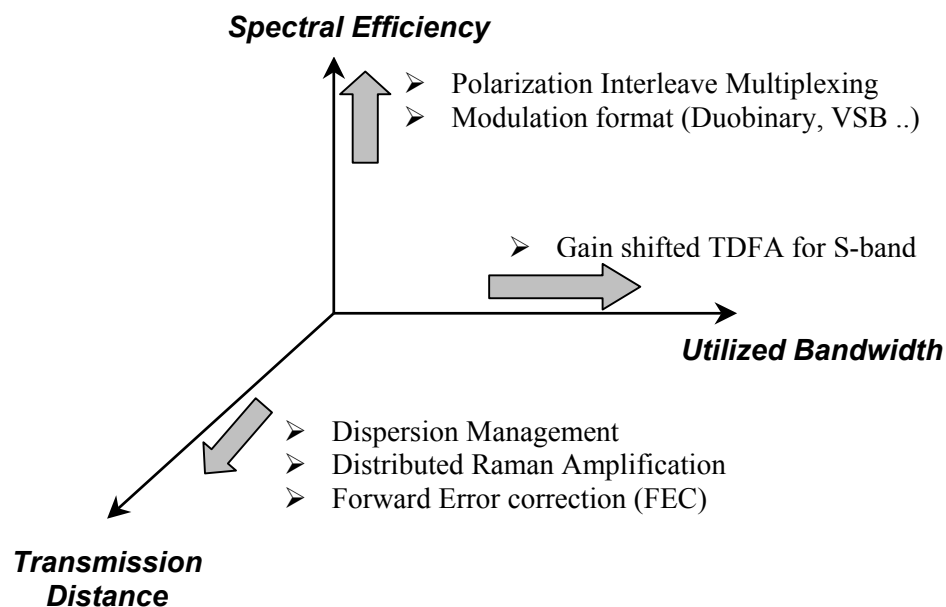 Spectral Efficiency
➢ Polarization Interleave Multiplexing
➢ Modulation format (Duobinary, VSB ..)
➢ Gain shifted TDFA for S-band
Utilized Bandwidth
➢ Dispersion Management
➢ Distributed Raman Amplification
➢ Forward Error correction (FEC)
Transmission
Distance